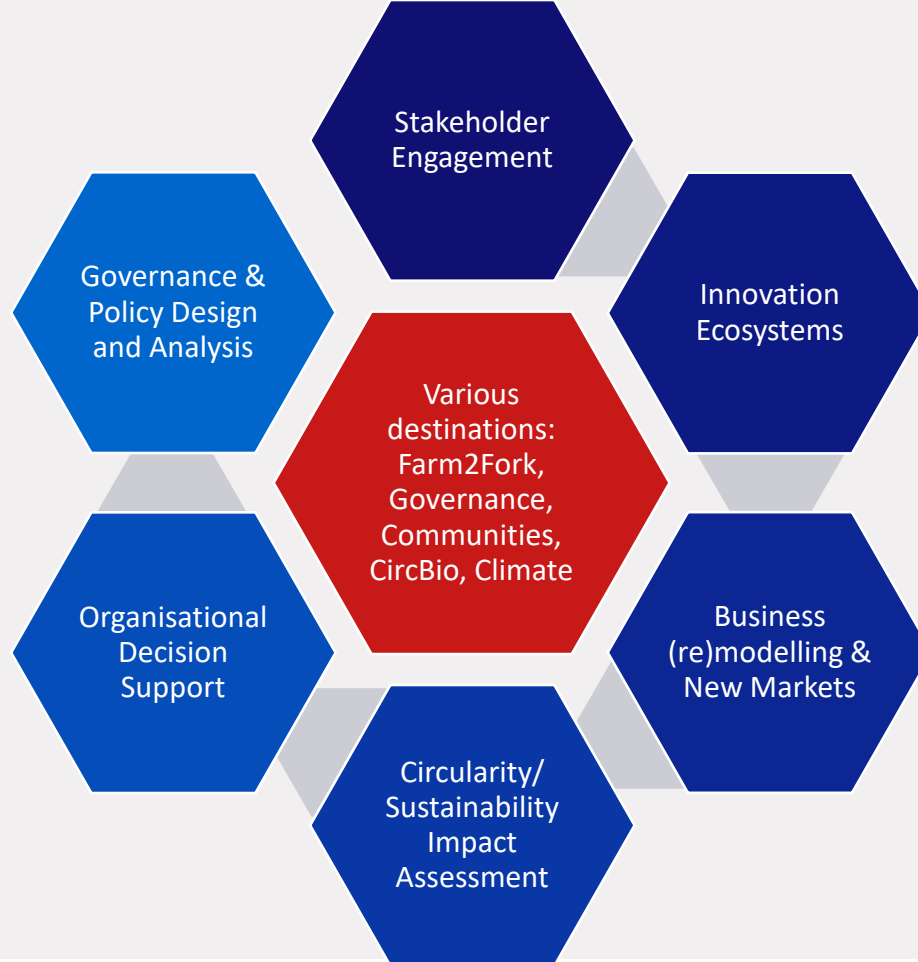 Stakeholder
Engagement
Governance &
Policy Design
and Analysis
Innovation
Ecosystems
Various
destinations:
Farm2Fork,
Governance,
Communities,
CircBio, Climate
Organisational
Decision
Support
Business
(re)modelling &
New Markets
Circularity/
Sustainability
Impact
Assessment